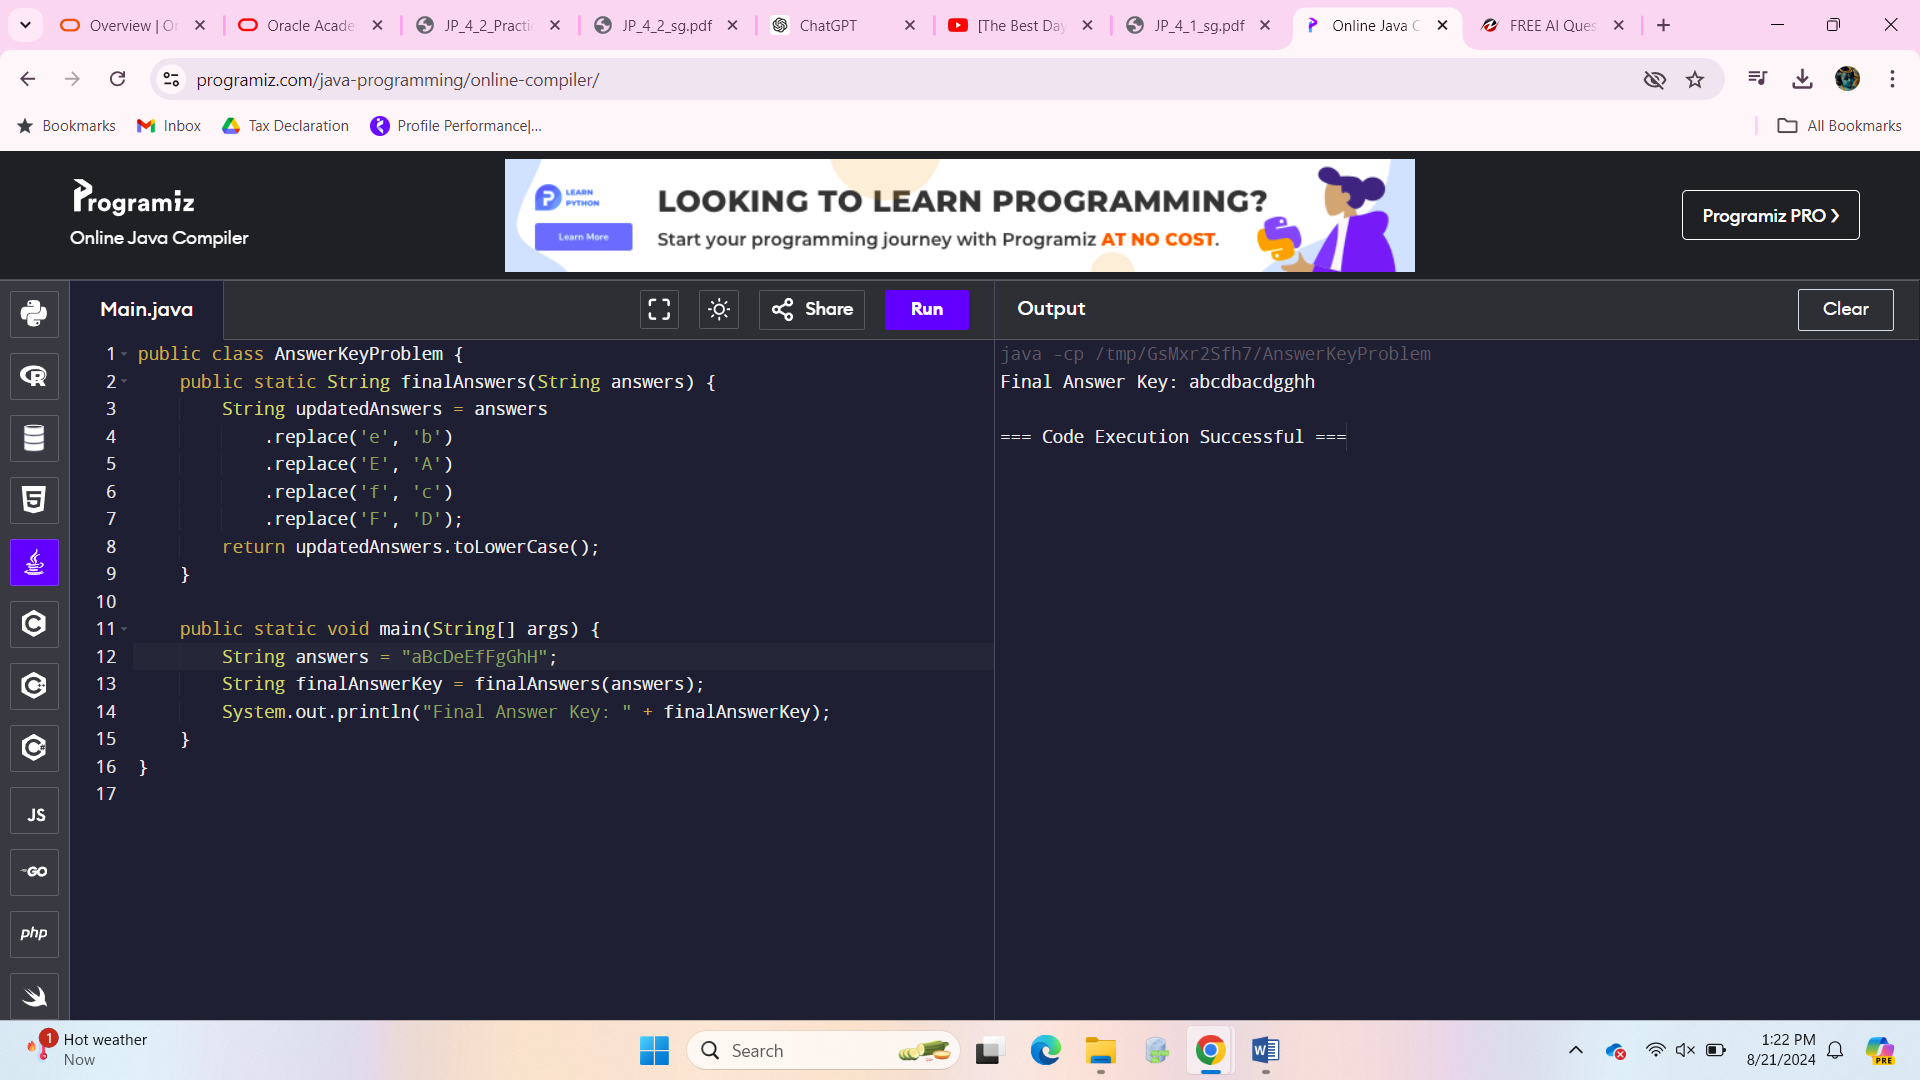 Overview | Or
Oracle Acade
JP_4_2_Practic
JP_4_2_sg.pdf
ChatGPT
[The Best Day
JP_4_1_sg.pdf
Online Java C
FREE AI Ques
programiz.com/java-programming/online-compiler/
Bookmarks
Inbox
Tax Declaration
Profile Performance|...
All Bookmarks
Programiz
Online Java Compiler
LEARN
PYTHON
Learn More
LOOKING TO LEARN PROGRAMMING?
Start your programming journey with Programiz AT NO COST.
Programiz PRO >
Main.java
Share
Run
Output
Clear
1 public class AnswerKeyProblem {
2 public static String finalAnswers(String answers) {
3 String updatedAnswers = answers
4 .replace('e', 'b')
5 .replace('E', 'A')
6 .replace('f', 'c')
7 .replace('F', 'D');
8 return updatedAnswers.toLowerCase();
9 }
10
11 public static void main(String[] args) {
12 String answers = "aBcDeEfFgGhH";
13 String finalAnswerKey = finalAnswers(answers);
14 System.out.println("Final Answer Key: " + finalAnswerKey);
15 }
16 }
17
java -cp /tmp/GsMxr2Sfh7/AnswerKeyProblem
Final Answer Key: abcdbacdgghh
=== Code Execution Successful ===
JS
GO
php
1
Hot weather
Now
Search
1:22 PM
8/21/2024
PRE